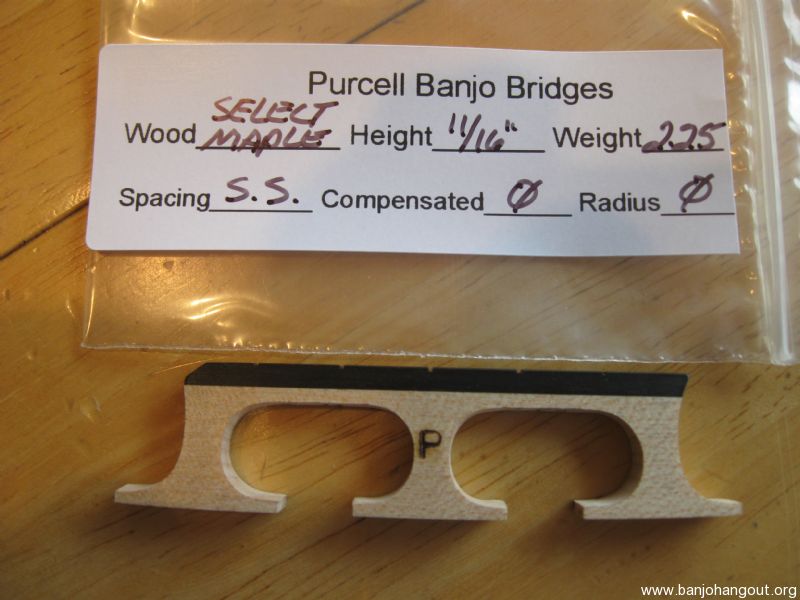 Purcell Banjo Bridges
SELECT
Wood MAPLE Height 11/16" Weight 2.25
Spacing S.S. Compensated Ø Radius Ø
P
www.banjohangout.org